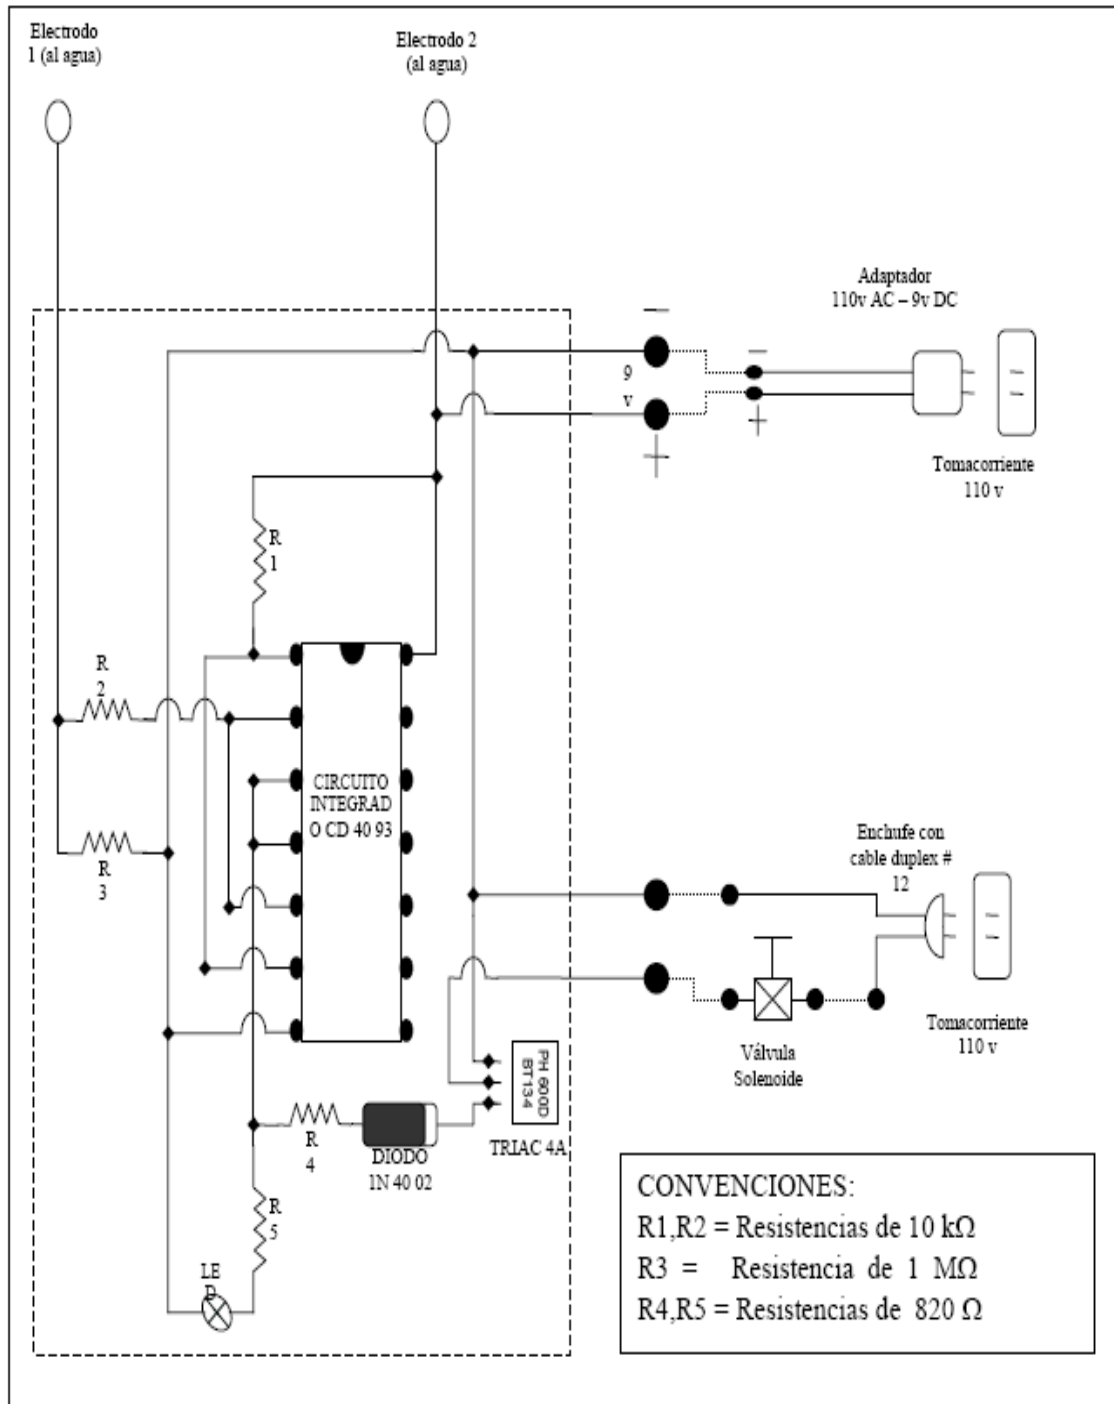 Electrodo
1 (al agua)
Electrodo 2
(al agua)
Adaptador
110v AC – 9v DC
9
v
Tomacorriente
110 v
R
1
R
2
CIRCUITO
INTEGRAD
O CD 40 93
R
3
Enchufe con
cable duplex #
12
Válvula
Solenoide
Tomacorriente
110 v
PH 600D
BT134
TRIAC 4A
R
4
DIODO
1N 40 02
R
5
LE
D
CONVENCIONES:
R1,R2 = Resistencias de 10 kΩ
R3 = Resistencia de 1 MΩ
R4,R5 = Resistencias de 820 Ω